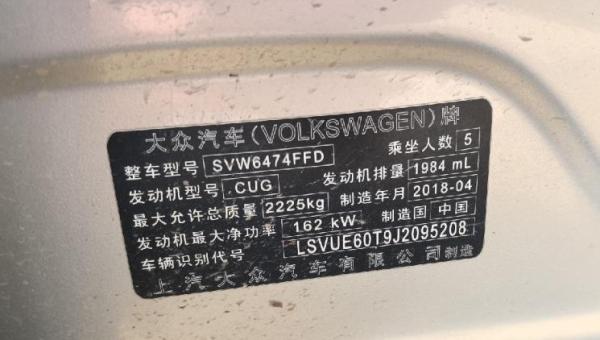 大众汽车(VOLKSWAGEN)牌
整车型号 SVW6474FFD 乘坐人数 5
发动机型号 CUG 发动机排量 1984 mL
最大允许总质量 2225kg 制造年月 2018-04
发动机最大净功率 162 kW 制造国 中国
车辆识别代号 LSVUE60T9J2095208
上汽大众汽车有限公司制造